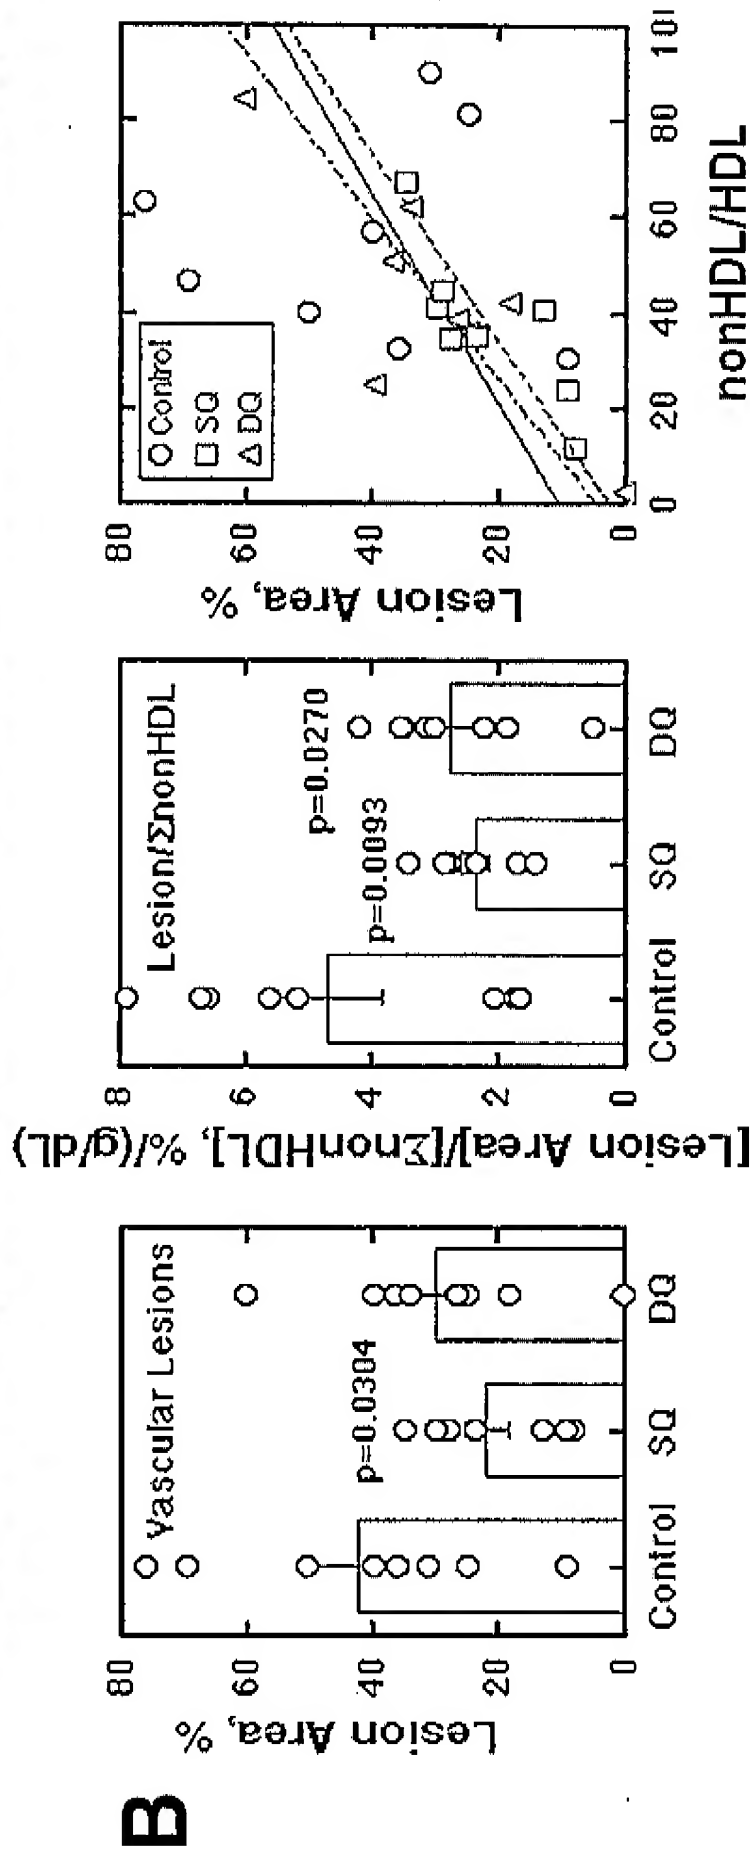 B
Vascular Lesions
Lesion Area, %
80
60
40
20
0
p=0.0304
Control
SQ
DQ
Lesion/ΣnonHDL
[Lesion Area]/[ΣnonHDL], %/(g/dL)
8
6
4
2
0
p=0.0093
p=0.0270
Control
SQ
DQ
Lesion Area, %
80
60
40
20
0
Control
SQ
DQ
0
20
40
60
80
10
nonHDL/HDL